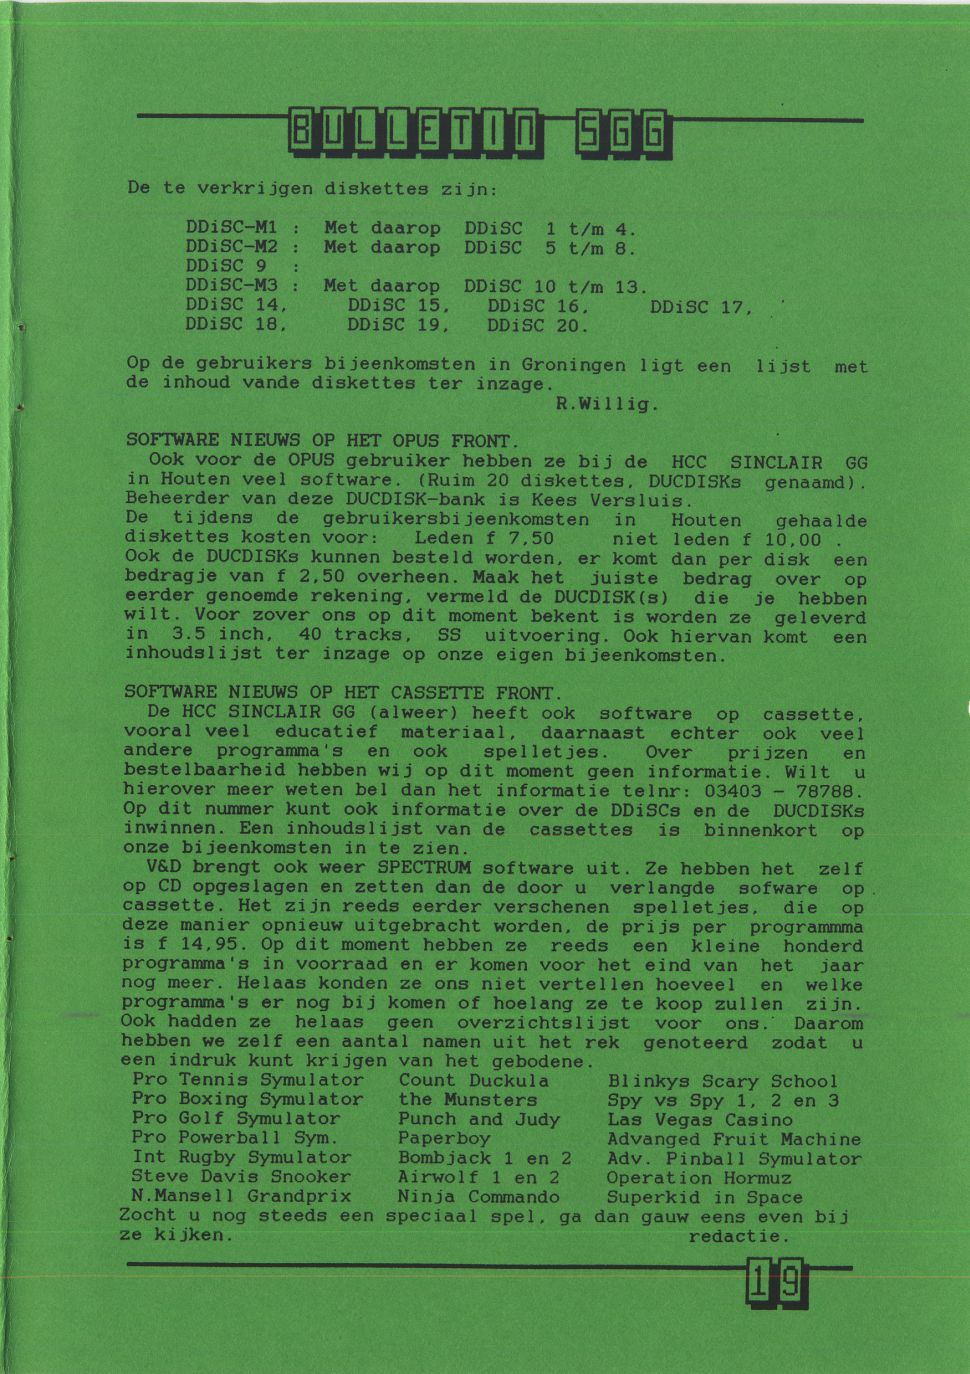 BULLETIN SGG
De te verkrijgen diskettes zijn:
DDiSC-M1 : Met daarop DDiSC 1 t/m 4.
DDiSC-M2 : Met daarop DDiSC 5 t/m 8.
DDiSC 9 :
DDiSC-M3 : Met daarop DDiSC 10 t/m 13.
DDiSC 14, DDiSC 15, DDiSC 16, DDiSC 17,
DDiSC 18, DDiSC 19, DDiSC 20.
Op de gebruikers bijeenkomsten in Groningen ligt een lijst met
de inhoud vande diskettes ter inzage.
R.Willig.
SOFTWARE NIEUWS OP HET OPUS FRONT.
Ook voor de OPUS gebruiker hebben ze bij de HCC SINCLAIR GG
in Houten veel software. (Ruim 20 diskettes, DUCDISKs genaamd).
Beheerder van deze DUCDISK-bank is Kees Versluis.
De tijdens de gebruikersbijeenkomsten in Houten gehaalde
diskettes kosten voor: Leden f 7,50 niet leden f 10,00 .
Ook de DUCDISKs kunnen besteld worden, er komt dan per disk een
bedragje van f 2,50 overheen. Maak het juiste bedrag over op
eerder genoemde rekening, vermeld de DUCDISK(s) die je hebben
wilt. Voor zover ons op dit moment bekent is worden ze geleverd
in 3.5 inch, 40 tracks, SS uitvoering. Ook hiervan komt een
inhoudslijst ter inzage op onze eigen bijeenkomsten.
SOFTWARE NIEUWS OP HET CASSETTE FRONT.
De HCC SINCLAIR GG (alweer) heeft ook software op cassette,
vooral veel educatief materiaal, daarnaast echter ook veel
andere programma's en ook spelletjes. Over prijzen en
bestelbaarheid hebben wij op dit moment geen informatie. Wilt u
hierover meer weten bel dan het informatie telnr: 03403 - 78788.
Op dit nummer kunt ook informatie over de DDiSCs en de DUCDISKs
inwinnen. Een inhoudslijst van de cassettes is binnenkort op
onze bijeenkomsten in te zien.
V&D brengt ook weer SPECTRUM software uit. Ze hebben het zelf
op CD opgeslagen en zetten dan de door u verlangde sofware op
cassette. Het zijn reeds eerder verschenen spelletjes, die op
deze manier opnieuw uitgebracht worden, de prijs per programmma
is f 14,95. Op dit moment hebben ze reeds een kleine honderd
programma's in voorraad en er komen voor het eind van het jaar
nog meer. Helaas konden ze ons niet vertellen hoeveel en welke
programma's er nog bij komen of hoelang ze te koop zullen zijn.
Ook hadden ze helaas geen overzichtslijst voor ons. Daarom
hebben we zelf een aantal namen uit het rek genoteerd zodat u
een indruk kunt krijgen van het gebodene.
Pro Tennis Symulator Count Duckula Blinkys Scary School
Pro Boxing Symulator the Munsters Spy vs Spy 1, 2 en 3
Pro Golf Symulator Punch and Judy Las Vegas Casino
Pro Powerball Sym. Paperboy Advanged Fruit Machine
Int Rugby Symulator Bombjack 1 en 2 Adv. Pinball Symulator
Steve Davis Snooker Airwolf 1 en 2 Operation Hormuz
N.Mansell Grandprix Ninja Commando Superkid in Space
Zocht u nog steeds een speciaal spel, ga dan gauw eens even bij
ze kijken. redactie.
19